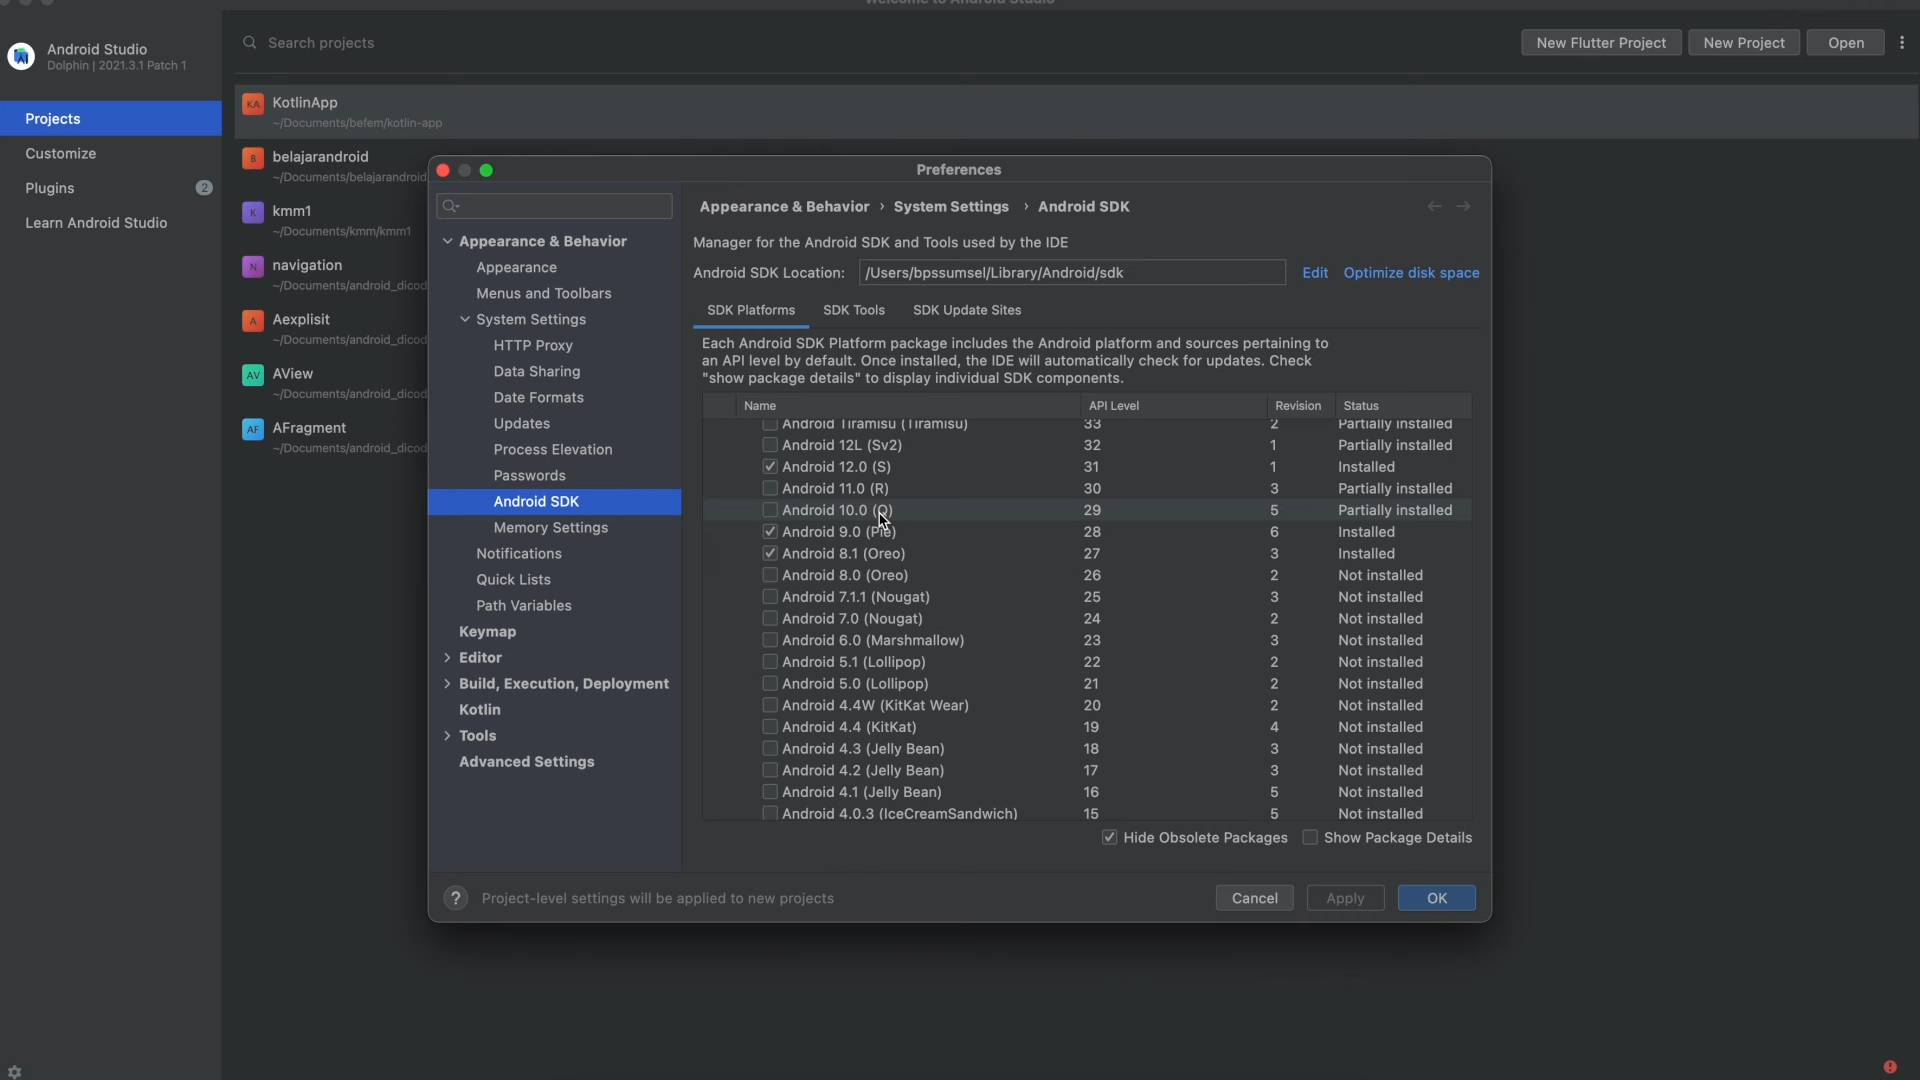 Welcome to Android Studio
Android Studio
Dolphin | 2021.3.1 Patch 1
Search projects
New Flutter Project
New Project
Open
Projects
Customize
Plugins
2
Learn Android Studio
KA
KotlinApp
~/Documents/befem/kotlin-app
B
belajarandroid
~/Documents/belajarandroid
K
kmm1
~/Documents/kmm/kmm1
N
navigation
~/Documents/android_dicod
A
Aexplisit
~/Documents/android_dicod
AV
AView
~/Documents/android_dicod
AF
AFragment
~/Documents/android_dicod
Preferences
Appearance & Behavior
Appearance
Menus and Toolbars
System Settings
HTTP Proxy
Data Sharing
Date Formats
Updates
Process Elevation
Passwords
Android SDK
Memory Settings
Notifications
Quick Lists
Path Variables
Keymap
Editor
Build, Execution, Deployment
Kotlin
Tools
Advanced Settings
Appearance & Behavior › System Settings › Android SDK
Manager for the Android SDK and Tools used by the IDE
Android SDK Location: /Users/bpssumsel/Library/Android/sdk Edit Optimize disk space
SDK Platforms SDK Tools SDK Update Sites
Each Android SDK Platform package includes the Android platform and sources pertaining to
an API level by default. Once installed, the IDE will automatically check for updates. Check
"show package details" to display individual SDK components.
Name API Level Revision Status
Android Tiramisu (Tiramisu) 33 2 Partially installed
Android 12L (Sv2) 32 1 Partially installed
Android 12.0 (S) 31 1 Installed
Android 11.0 (R) 30 3 Partially installed
Android 10.0 (Q) 29 5 Partially installed
Android 9.0 (Pie) 28 6 Installed
Android 8.1 (Oreo) 27 3 Installed
Android 8.0 (Oreo) 26 2 Not installed
Android 7.1.1 (Nougat) 25 3 Not installed
Android 7.0 (Nougat) 24 2 Not installed
Android 6.0 (Marshmallow) 23 3 Not installed
Android 5.1 (Lollipop) 22 2 Not installed
Android 5.0 (Lollipop) 21 2 Not installed
Android 4.4W (KitKat Wear) 20 2 Not installed
Android 4.4 (KitKat) 19 4 Not installed
Android 4.3 (Jelly Bean) 18 3 Not installed
Android 4.2 (Jelly Bean) 17 3 Not installed
Android 4.1 (Jelly Bean) 16 5 Not installed
Android 4.0.3 (IceCreamSandwich) 15 5 Not installed
Hide Obsolete Packages Show Package Details
? Project-level settings will be applied to new projects
Cancel Apply OK